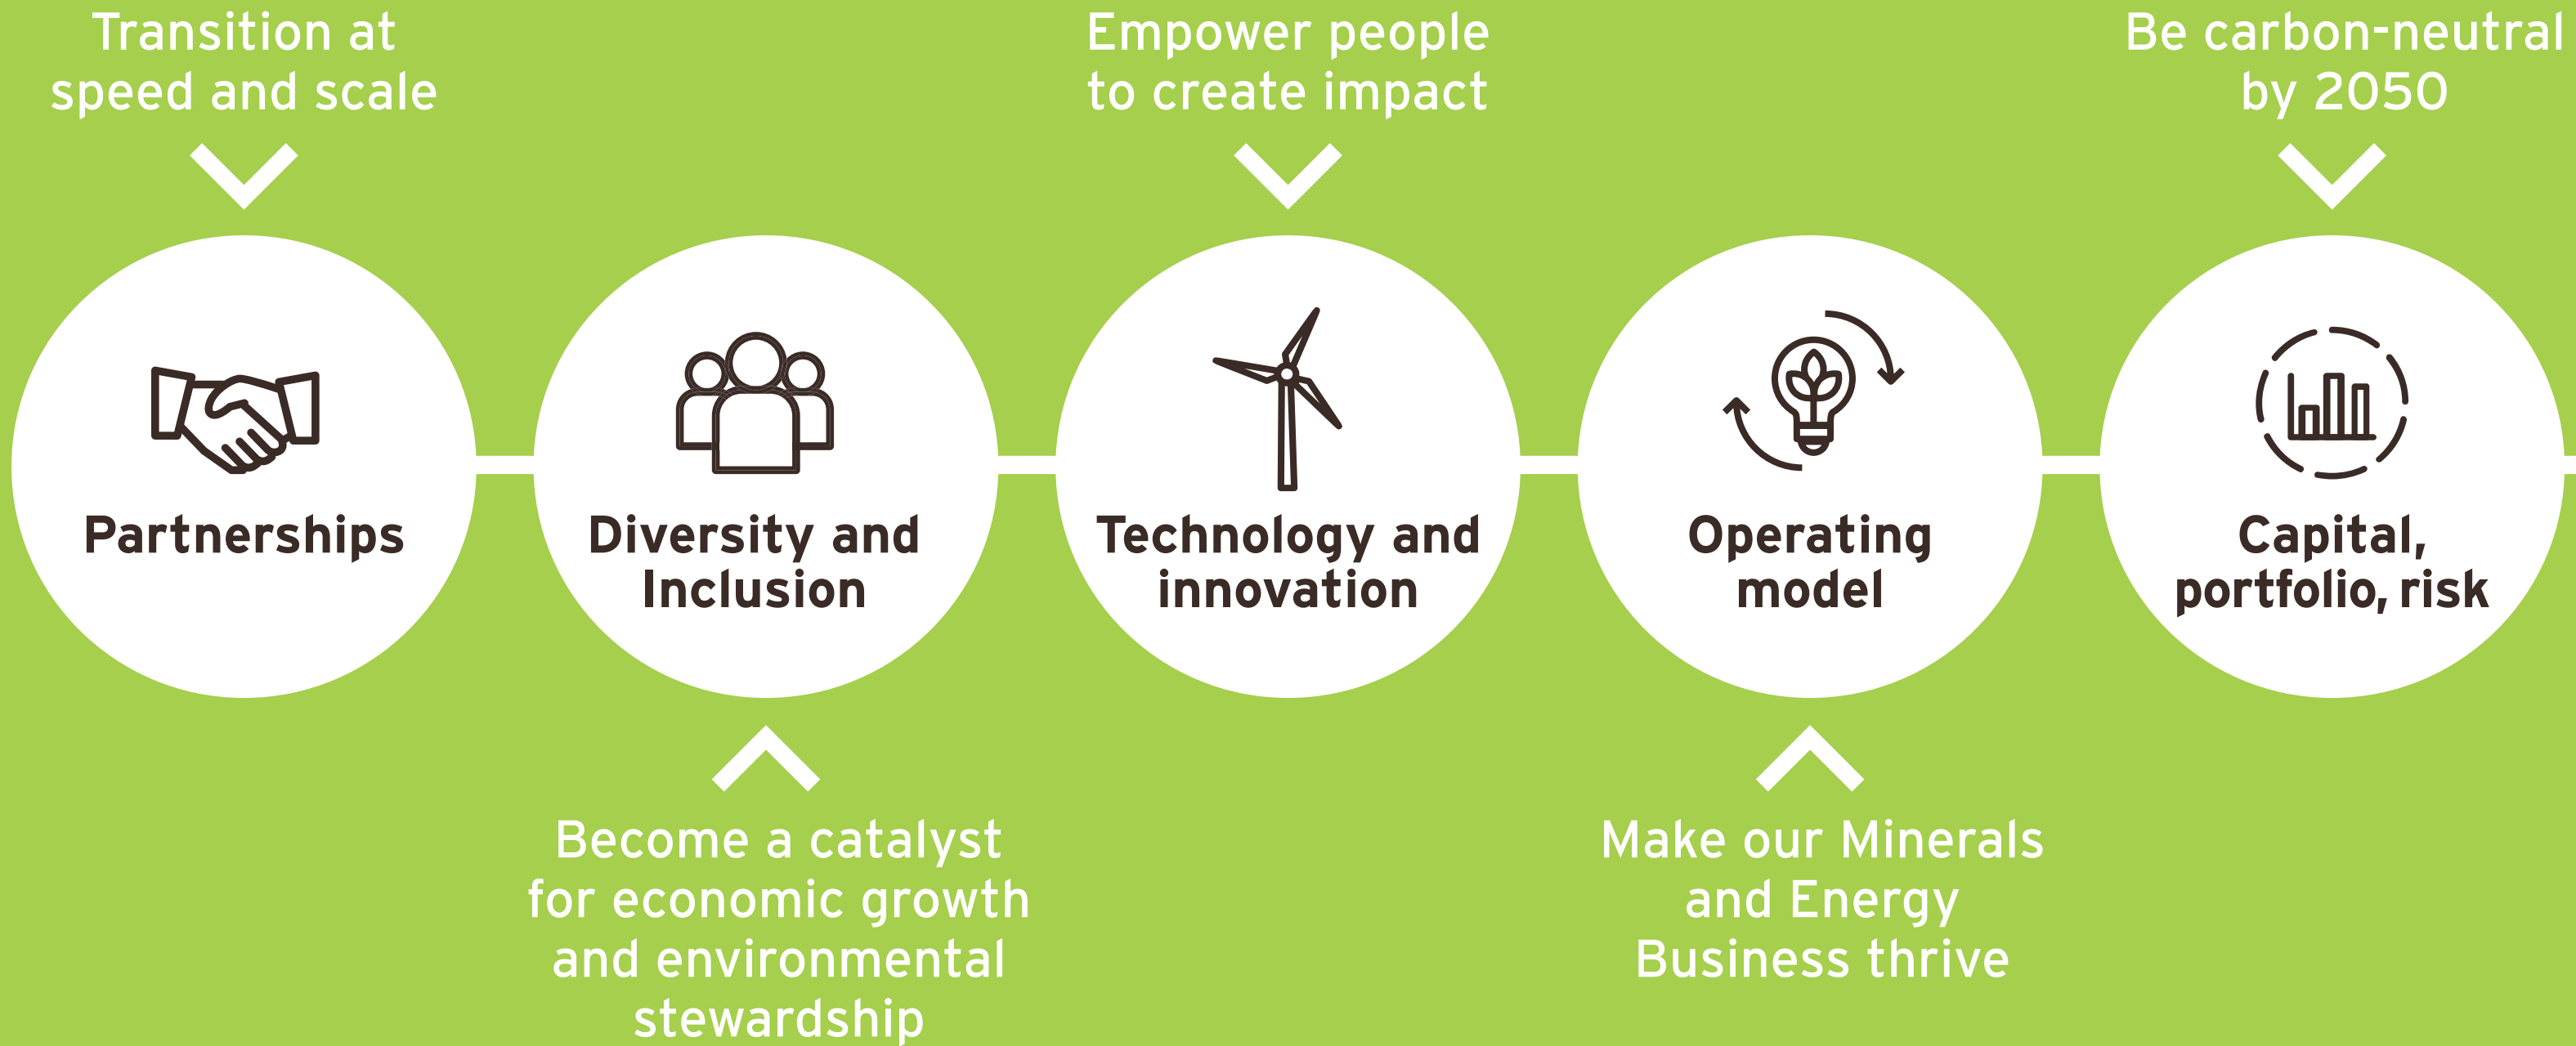 Transition at
speed and scale
Empower people
to create impact
Be carbon-neutral
by 2050
Partnerships
Diversity and
Inclusion
Technology and
innovation
Operating
model
Capital,
portfolio, risk
Become a catalyst
for economic growth
and environmental
stewardship
Make our Minerals
and Energy
Business thrive